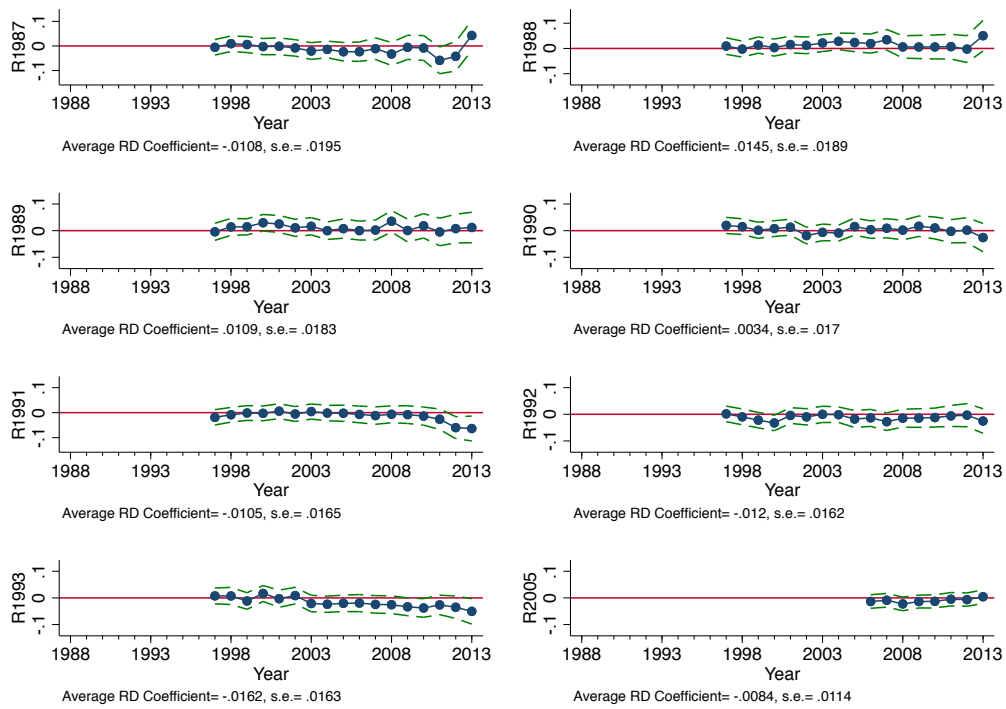 R1987
.1
0
-.1
1988 1993 1998 2003 2008 2013
Year
Average RD Coefficient= -.0108, s.e.= .0195
R1988
.1
0
-.1
1988 1993 1998 2003 2008 2013
Year
Average RD Coefficient= .0145, s.e.= .0189
R1989
.1
0
-.1
1988 1993 1998 2003 2008 2013
Year
Average RD Coefficient= .0109, s.e.= .0183
R1990
.1
0
-.1
1988 1993 1998 2003 2008 2013
Year
Average RD Coefficient= .0034, s.e.= .017
R1991
.1
0
-.1
1988 1993 1998 2003 2008 2013
Year
Average RD Coefficient= -.0105, s.e.= .0165
R1992
.1
0
-.1
1988 1993 1998 2003 2008 2013
Year
Average RD Coefficient= -.012, s.e.= .0162
R1993
.1
0
-.1
1988 1993 1998 2003 2008 2013
Year
Average RD Coefficient= -.0162, s.e.= .0163
R2005
.1
0
-.1
1988 1993 1998 2003 2008 2013
Year
Average RD Coefficient= -.0084, s.e.= .0114